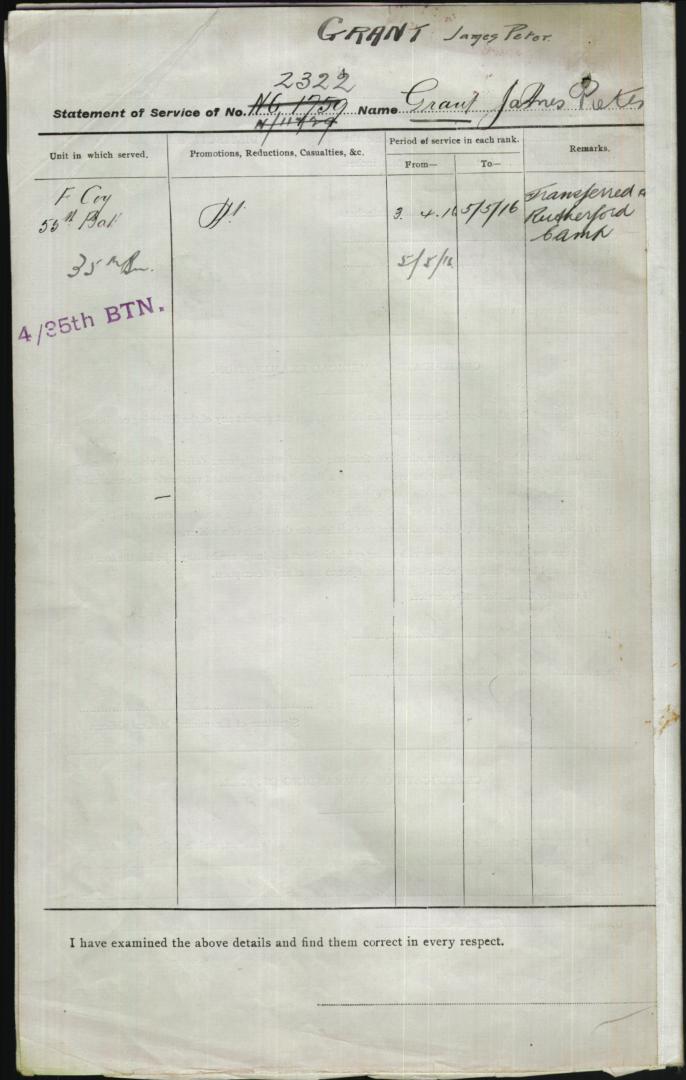 GRANT James Peter.
2322
Statement of Service of No. N6 1759 Name Grant James Peter
Unit in which served. Promotions, Reductions, Casualties, &c. Period of service in each rank. Remarks.
From— To—
F Coy
55th Bat 3. 4.16 5/5/16 Transferred
Rutherford
Camp
35th Bn. 5/5/16
4/35th BTN.
I have examined the above details and find them correct in every respect.